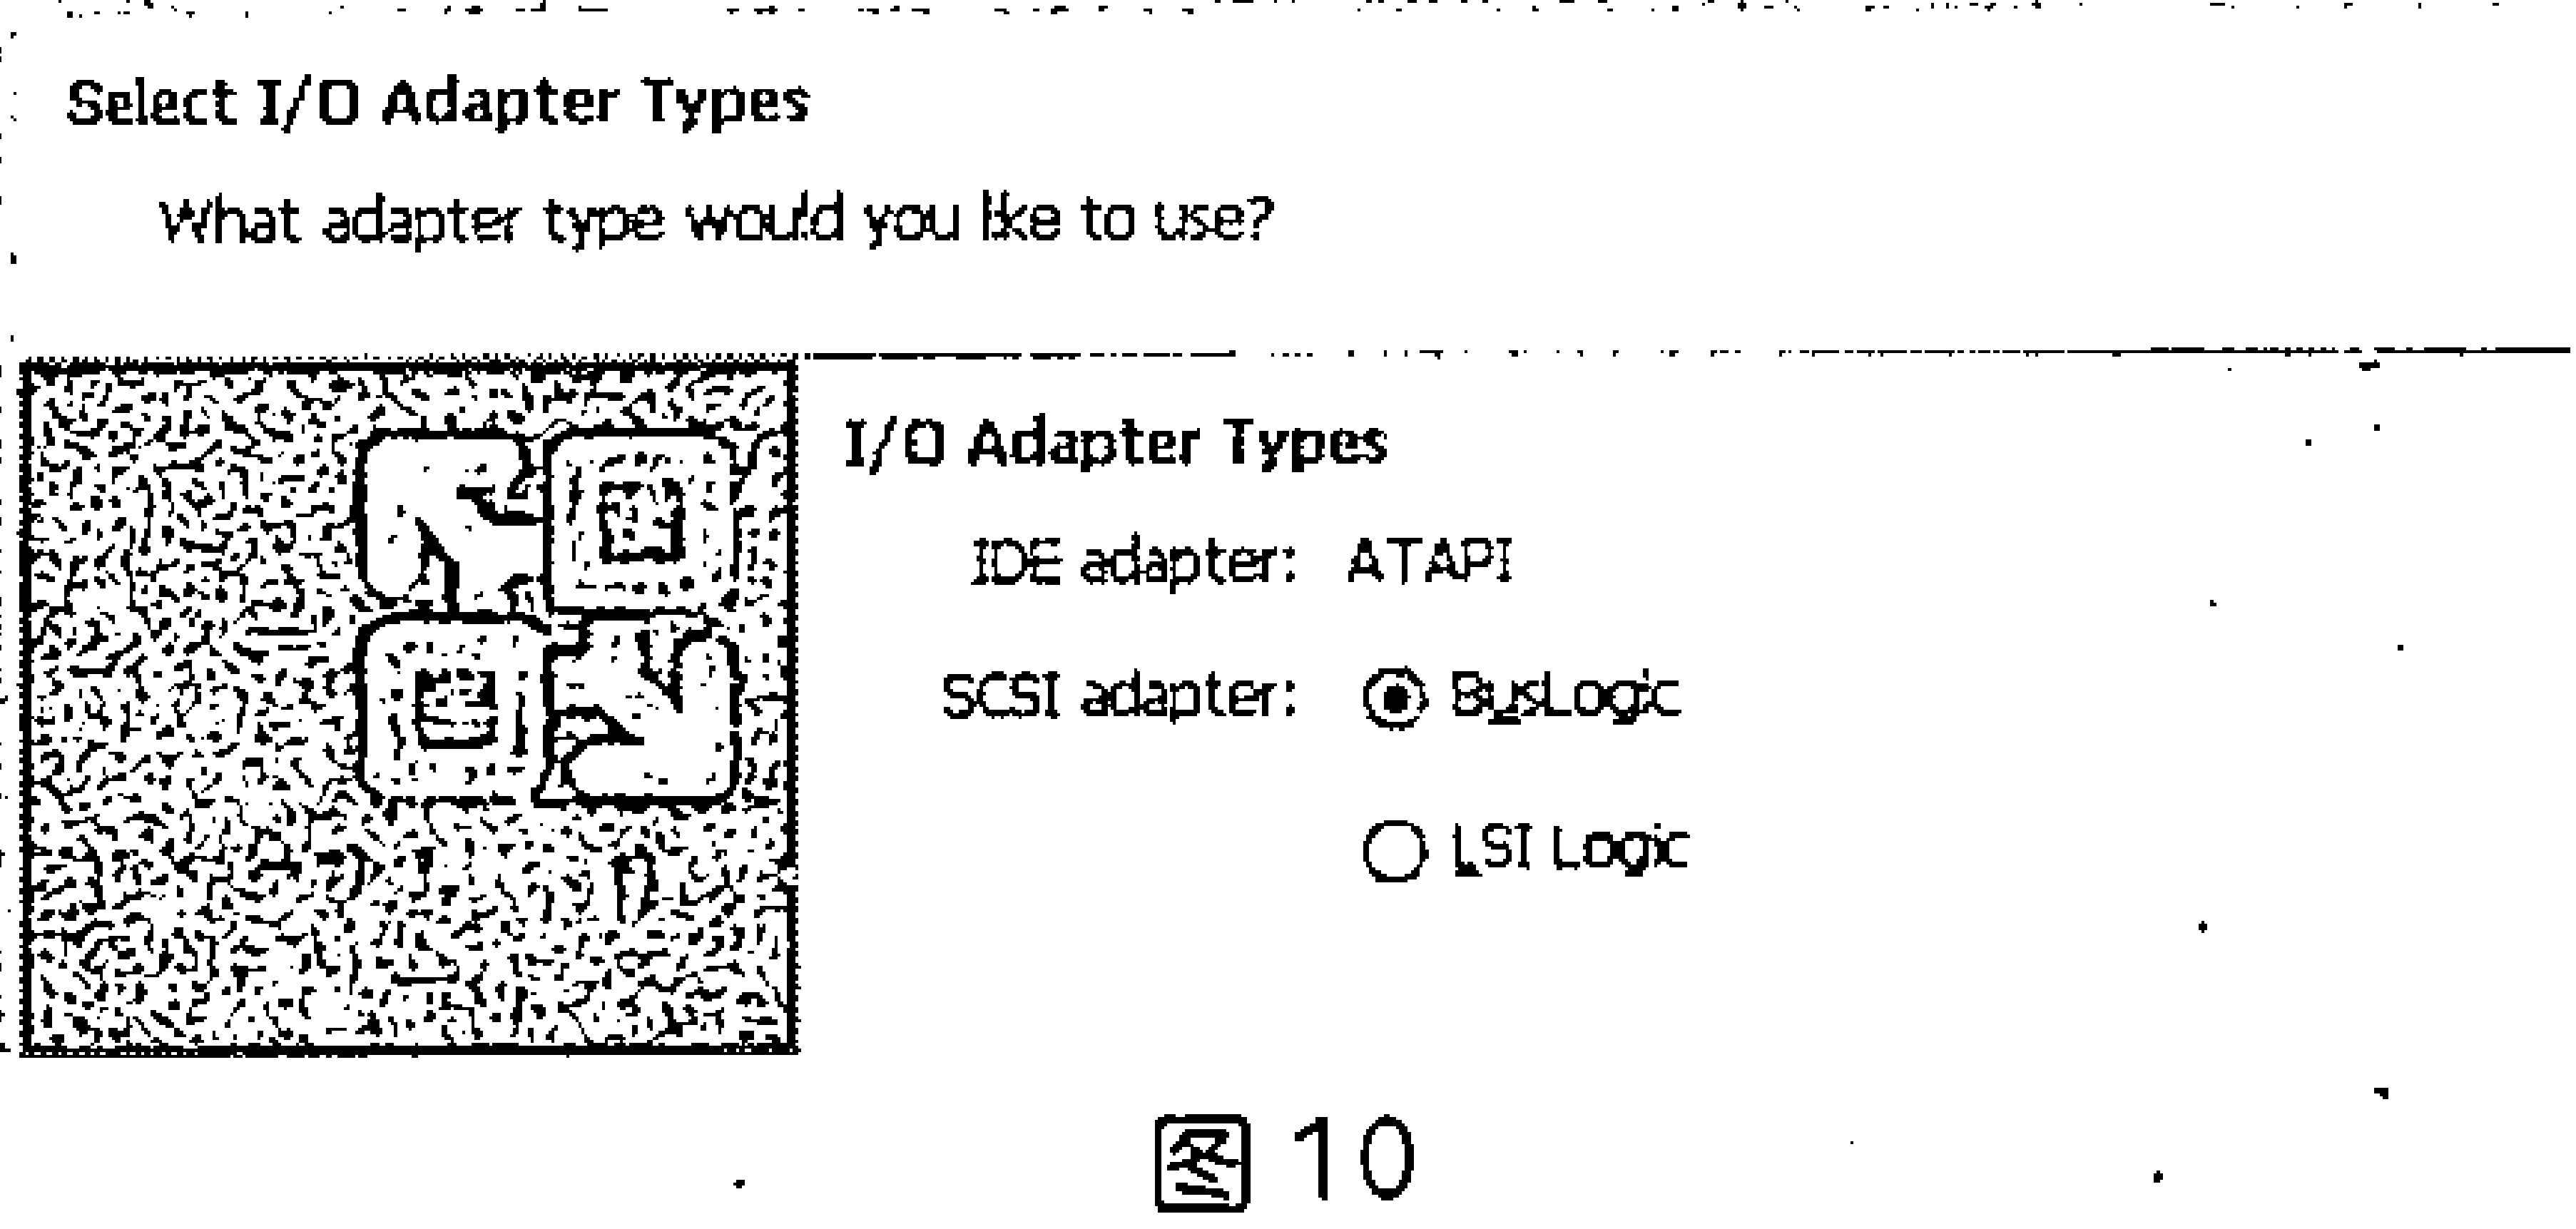 Select I/O Adapter Types
What adapter type would you like to use?
I/O Adapter Types
IDE adapter: ATAPI
SCSI adapter: BusLogic
LSI Logic
图 10